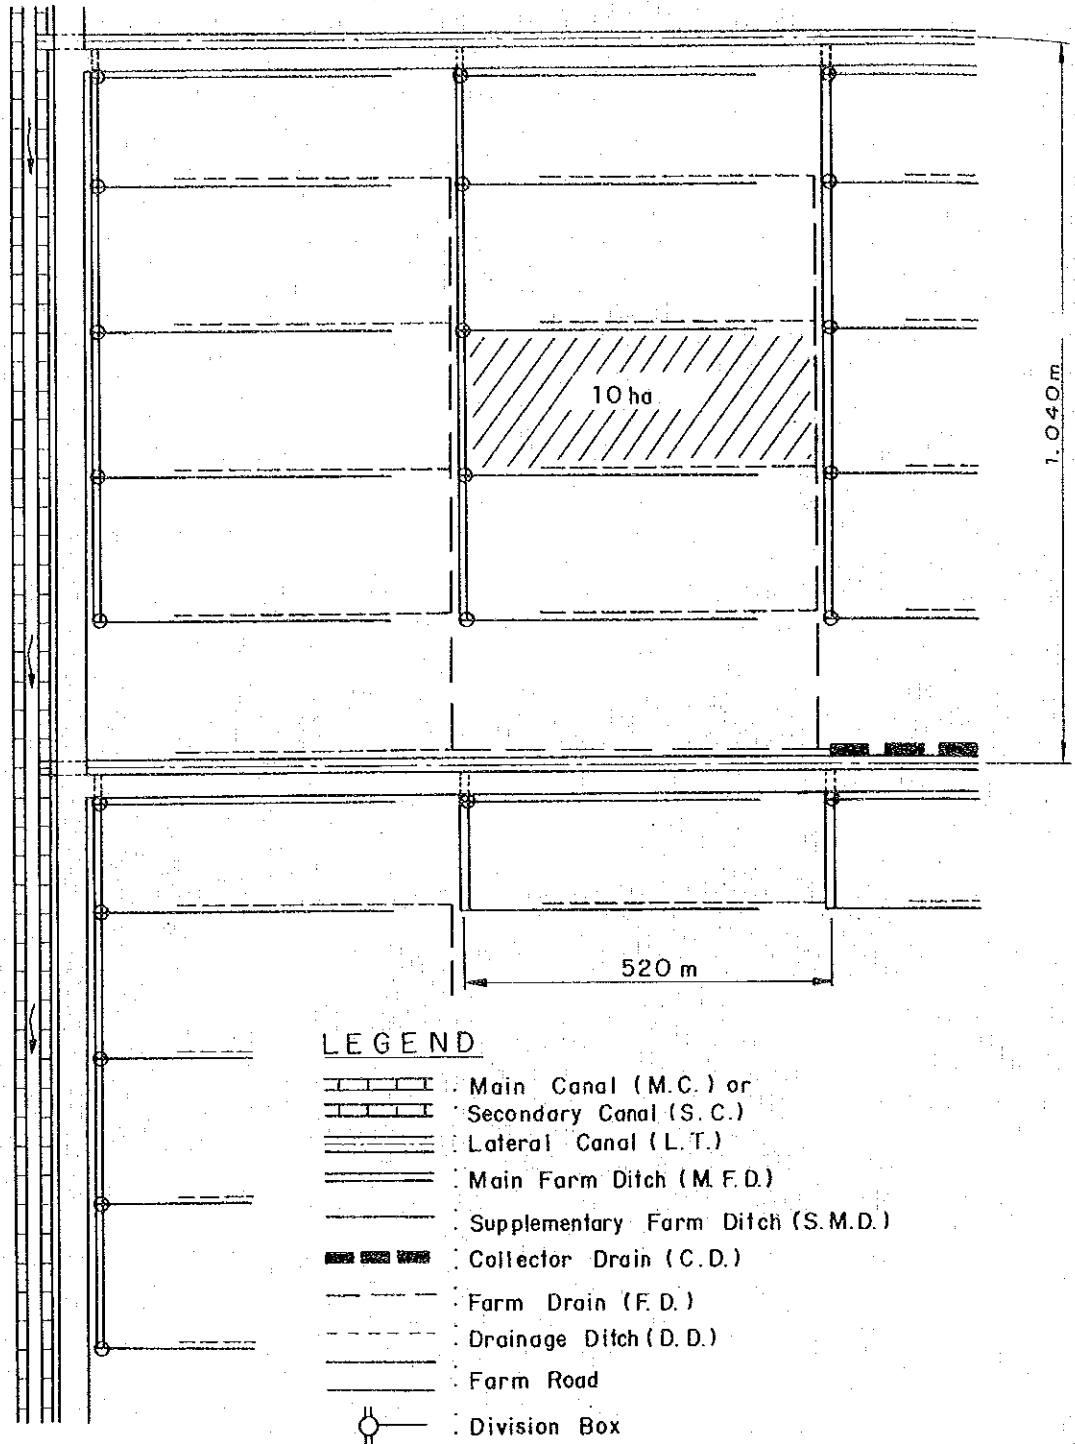 10 ha
1,040m
520 m
LEGEND
: Main Canal (M.C.) or
Secondary Canal (S.C.)
: Lateral Canal (L.T.)
: Main Farm Ditch (M.F.D.)
: Supplementary Farm Ditch (S.M.D.)
: Collector Drain (C.D.)
: Farm Drain (F.D.)
: Drainage Ditch (D.D.)
: Farm Road
: Division Box